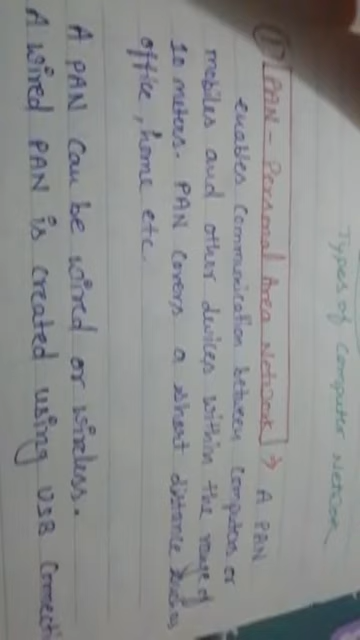 Types of Computer Network
① PAN - Personal Area Network → A PAN
enables communication between computers or
mobiles and other devices within the range of
10 meters. PAN covers a short distance
office, home etc.
A PAN can be wired or wireless.
A wired PAN is created using USB Connecti